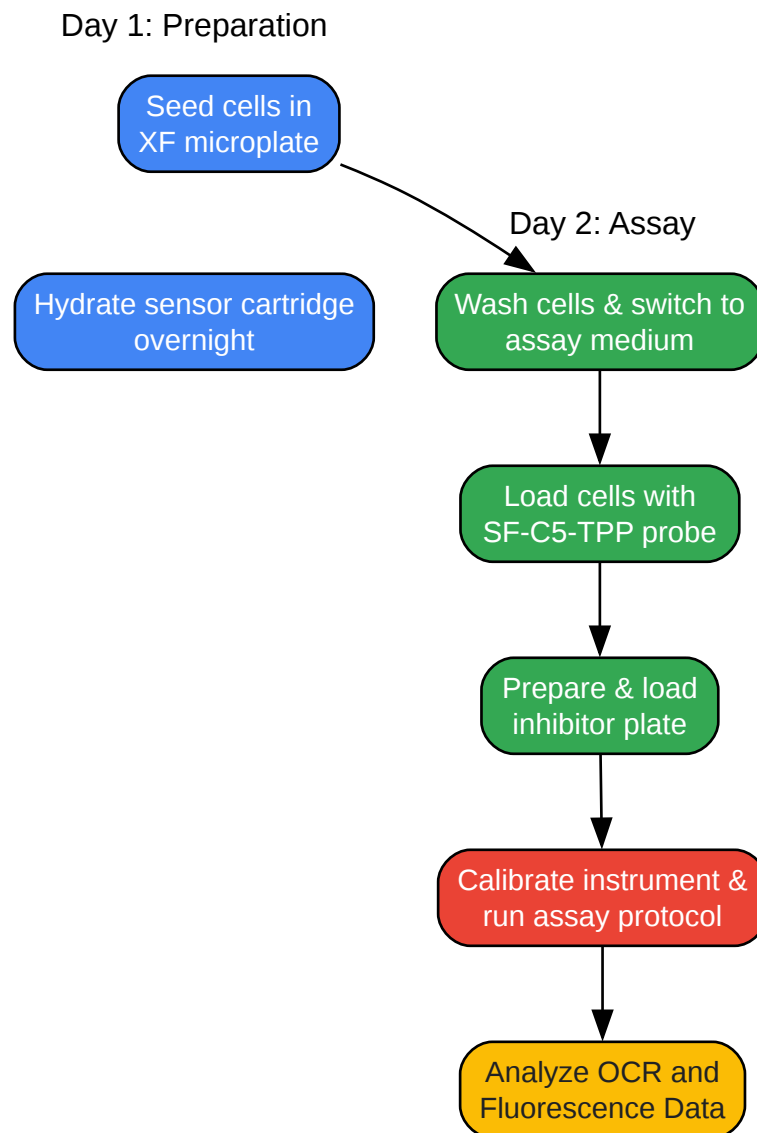 Day 1: Preparation
Seed cells in
XF microplate
Day 2: Assay
Hydrate sensor cartridge
overnight
Wash cells & switch to
assay medium
Load cells with
SF-C5-TPP probe
Prepare & load
inhibitor plate
Calibrate instrument &
run assay protocol
Analyze OCR and
Fluorescence Data